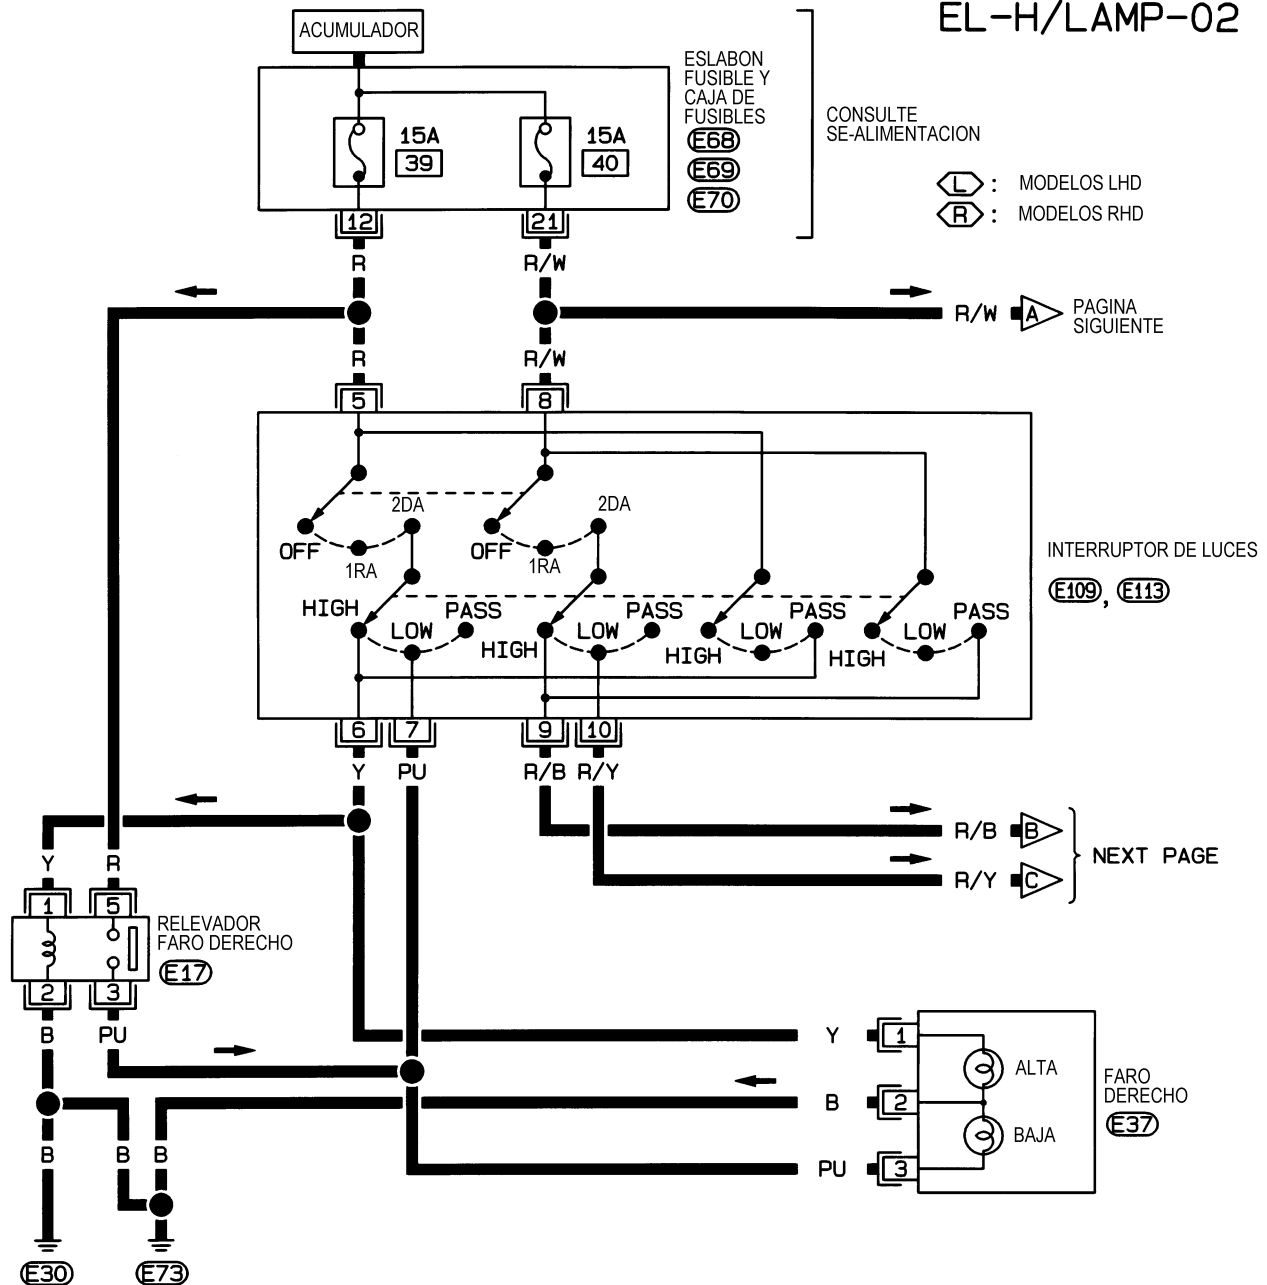 EL-H/LAMP-02
ACUMULADOR
ESLABON
FUSIBLE Y
CAJA DE
FUSIBLES
E68
E69
E70
CONSULTE
SE-ALIMENTACION
15A
39
15A
40
L : MODELOS LHD
R : MODELOS RHD
12
21
R
R/W
R/W
A
PAGINA
SIGUIENTE
R
R/W
5
8
2DA
2DA
OFF
1RA
OFF
1RA
INTERRUPTOR DE LUCES
E109, E113
HIGH
LOW
PASS
HIGH
LOW
PASS
HIGH
LOW
PASS
HIGH
LOW
PASS
6
7
9
10
Y
PU
R/B
R/Y
R/B
B
R/Y
C
NEXT PAGE
Y
R
1
5
RELEVADOR
FARO DERECHO
E17
2
3
B
PU
Y
1
ALTA
B
2
BAJA
PU
3
FARO
DERECHO
E37
B
B
B
E30
E73